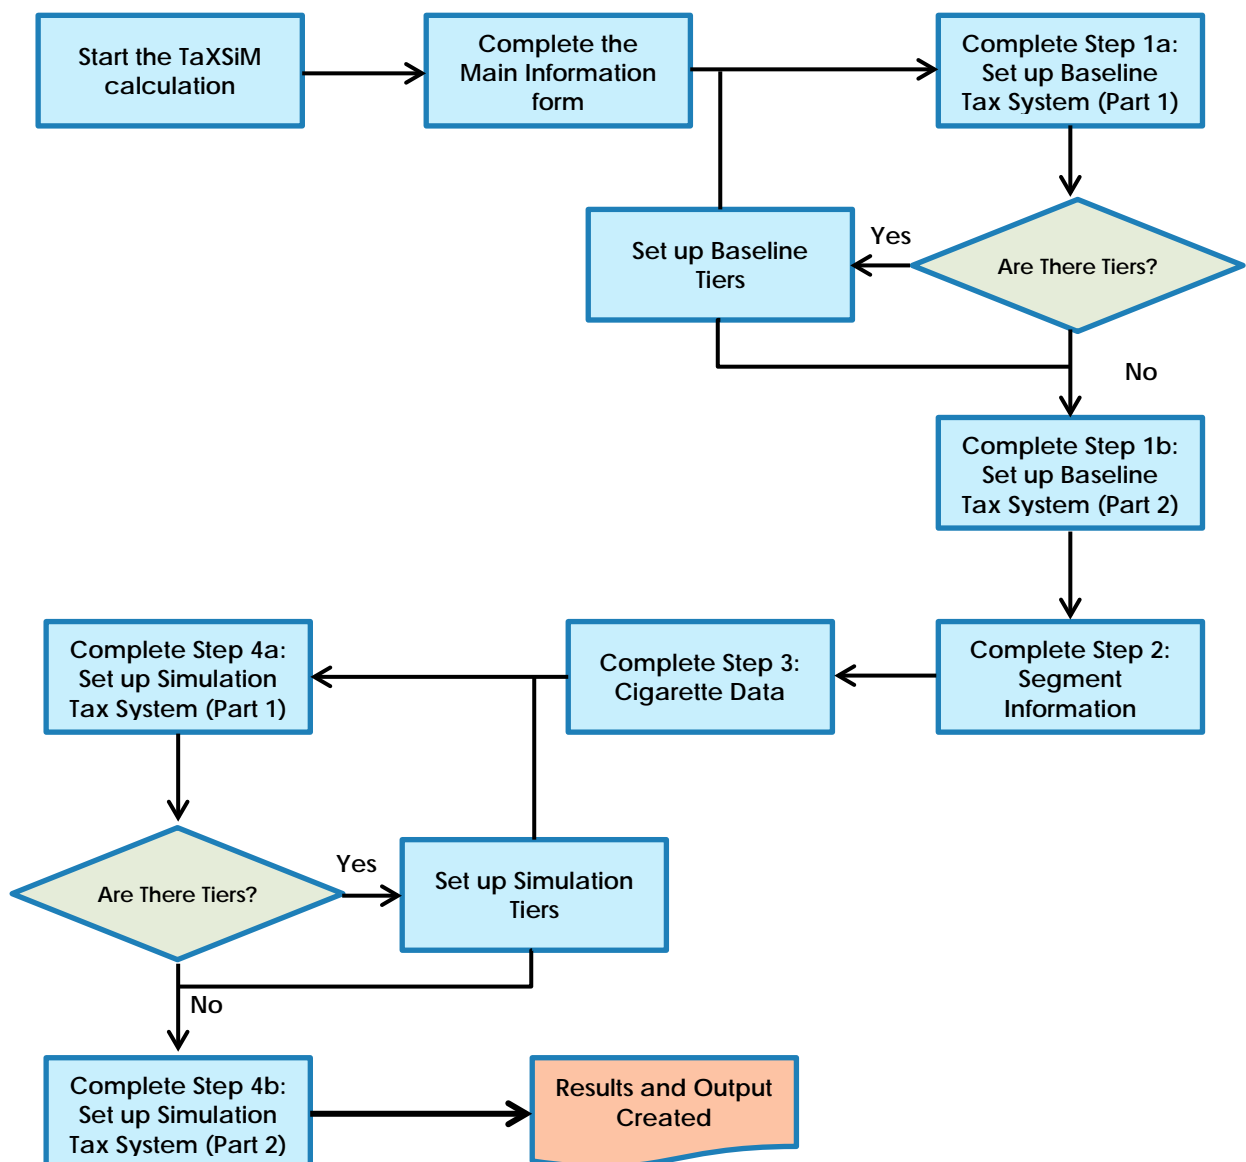 Start the TaXSiM
calculation
Complete the
Main Information
form
Complete Step 1a:
Set up Baseline
Tax System (Part 1)
Set up Baseline
Tiers
Yes
Are There Tiers?
No
Complete Step 1b:
Set up Baseline
Tax System (Part 2)
Complete Step 2:
Segment
Information
Complete Step 3:
Cigarette Data
Complete Step 4a:
Set up Simulation
Tax System (Part 1)
Are There Tiers?
Yes
Set up Simulation
Tiers
No
Complete Step 4b:
Set up Simulation
Tax System (Part 2)
Results and Output
Created